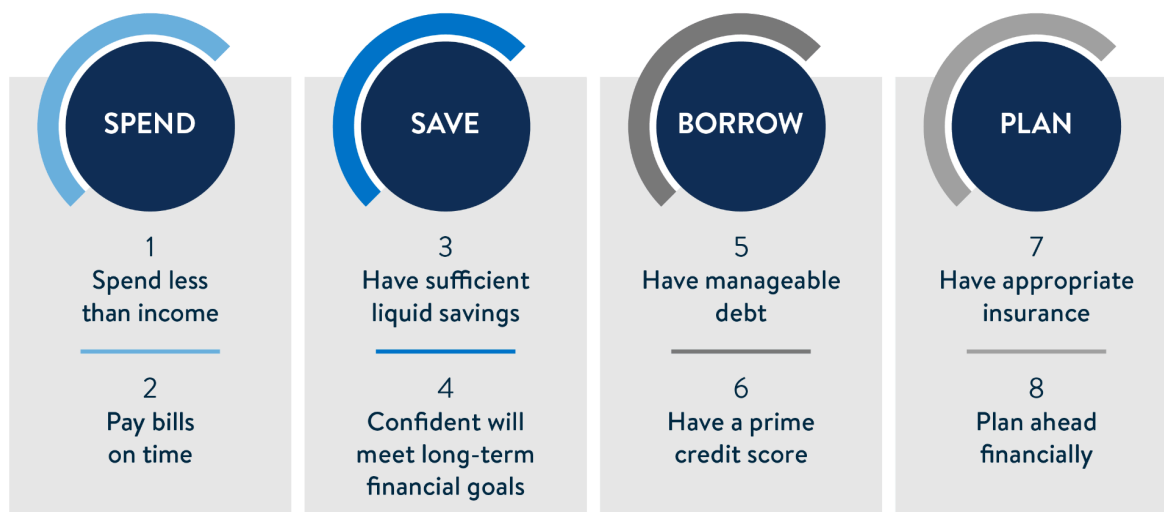 SPEND
1
Spend less
than income
2
Pay bills
on time
SAVE
3
Have sufficient
liquid savings
4
Confident will
meet long-term
financial goals
BORROW
5
Have manageable
debt
6
Have a prime
credit score
PLAN
7
Have appropriate
insurance
8
Plan ahead
financially